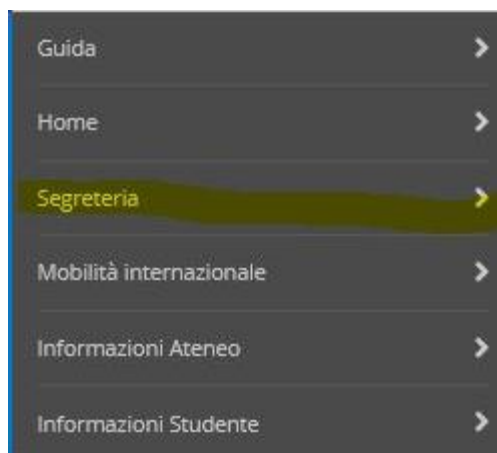 Guida
Home
Segreteria
Mobilità internazionale
Informazioni Ateneo
Informazioni Studente